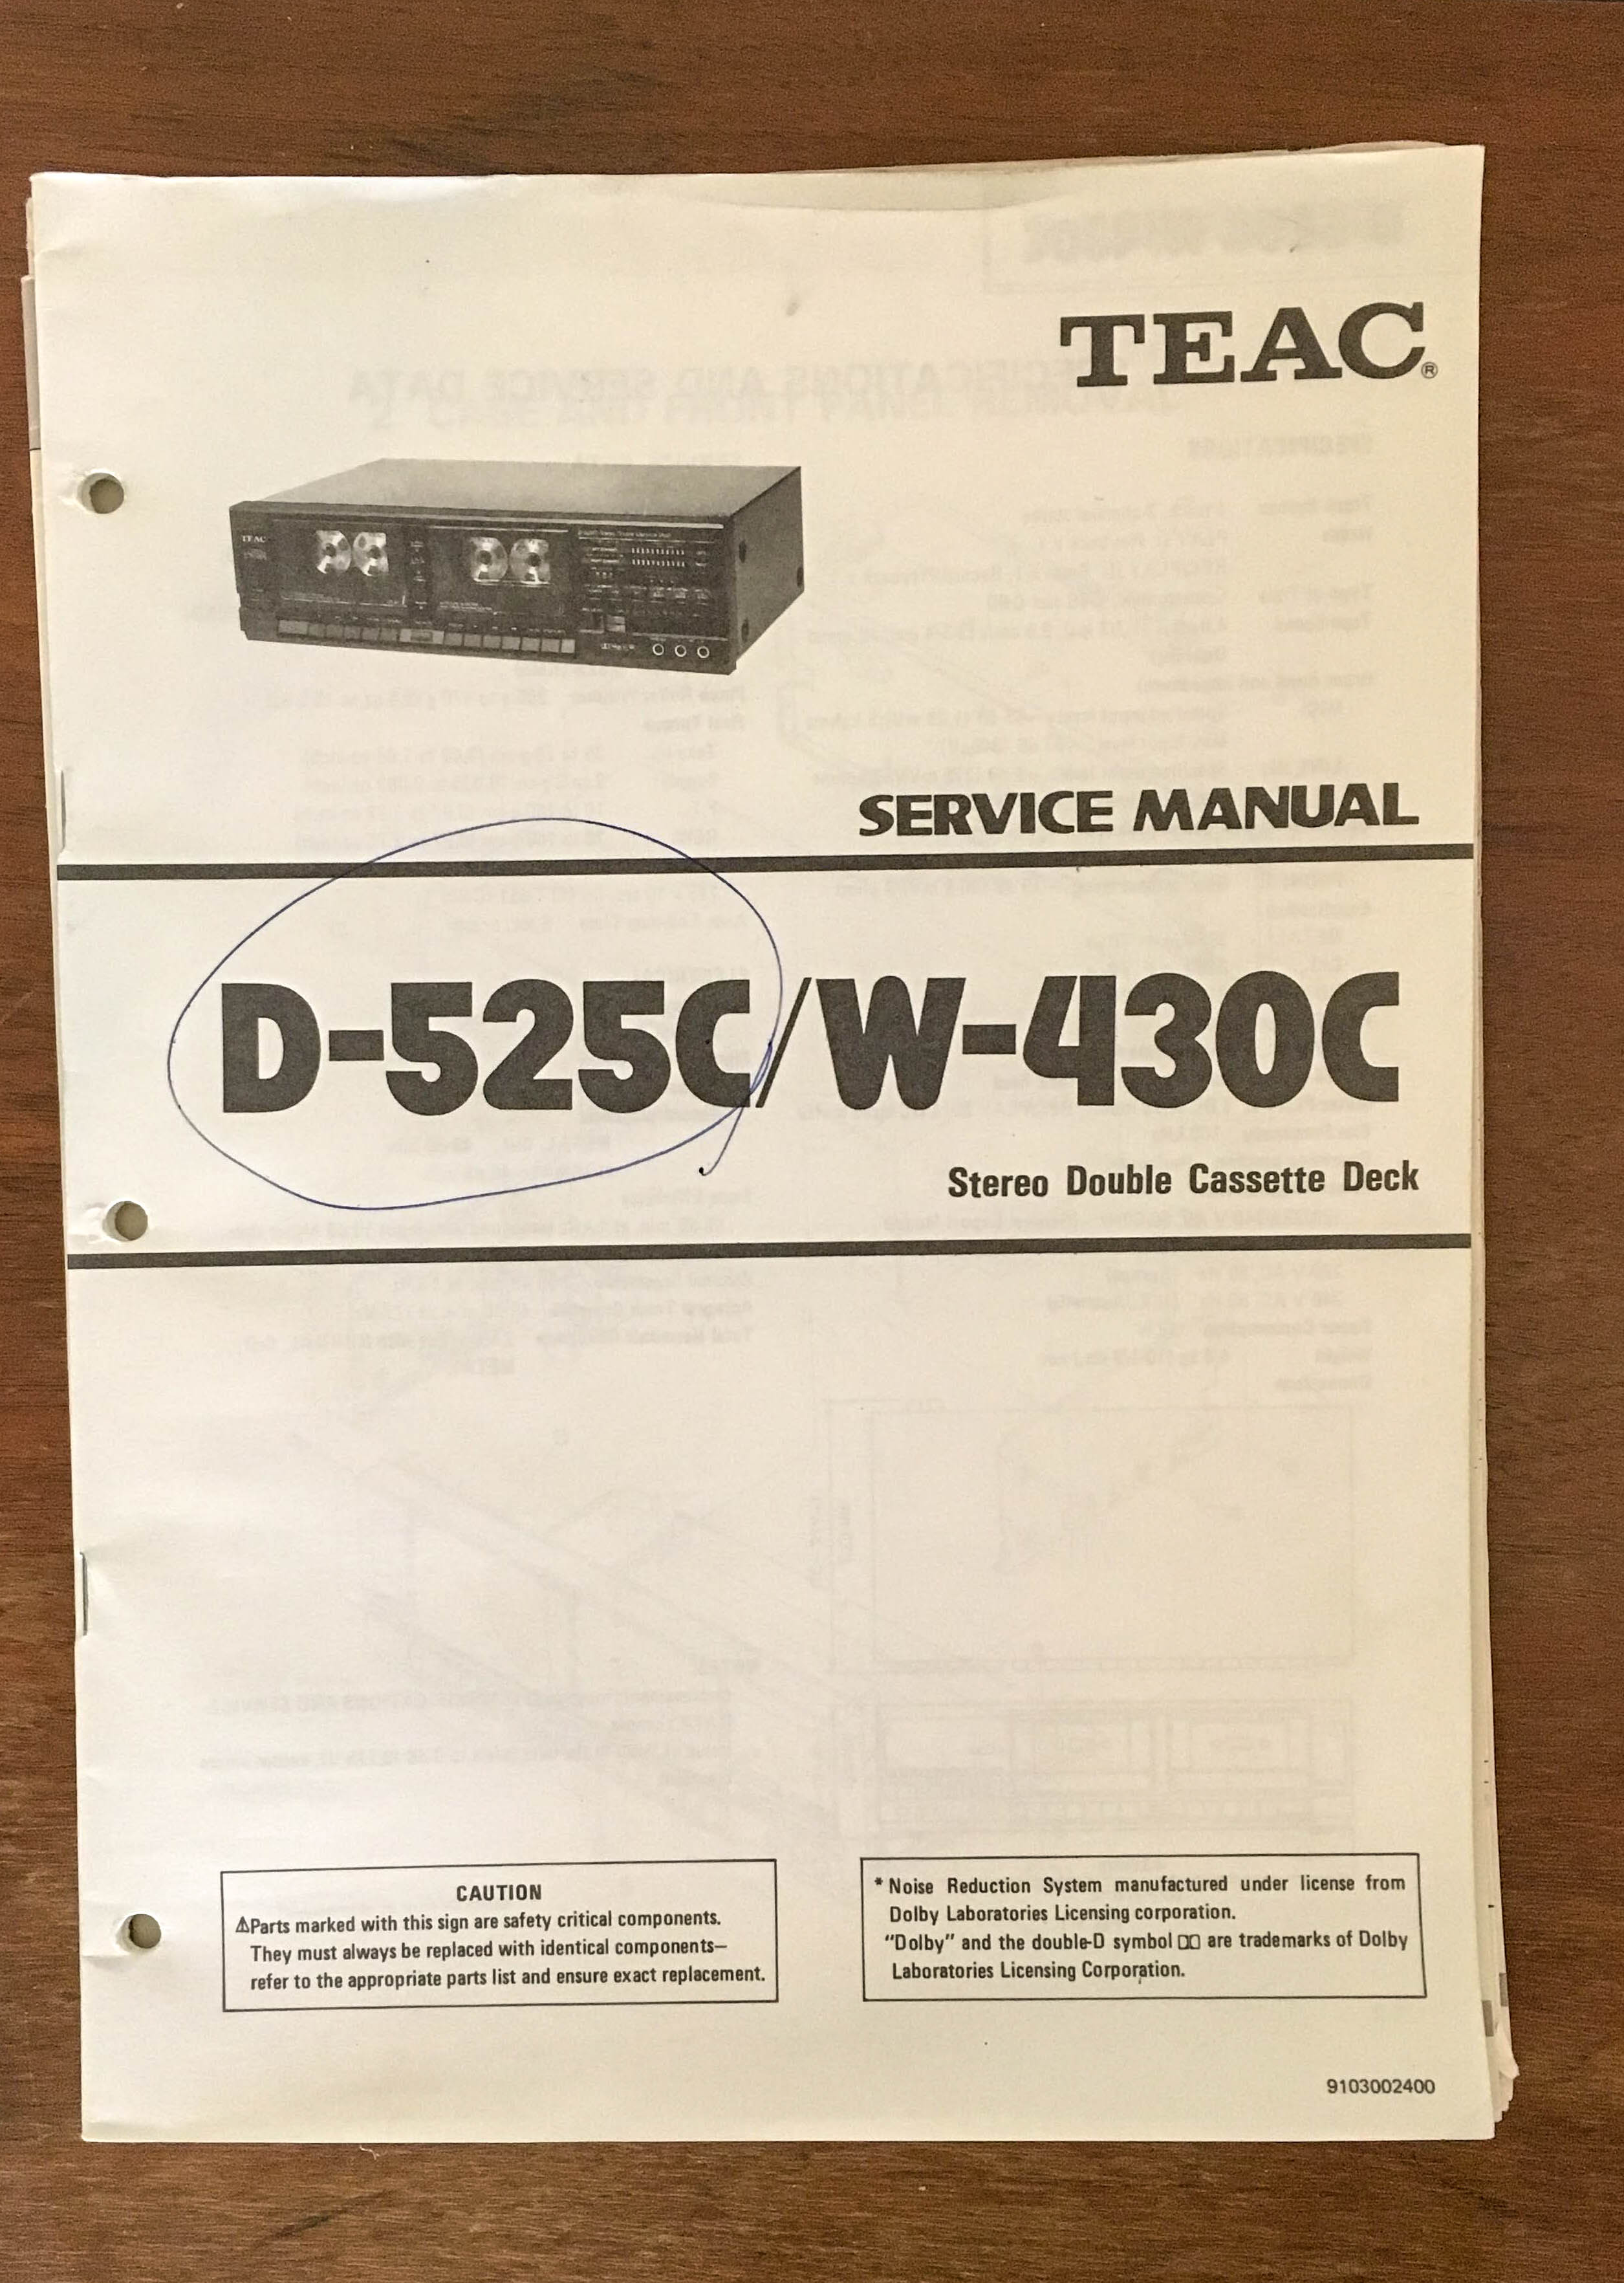 TEAC®
TEAC
SERVICE MANUAL
D-525C/W-430C
Stereo Double Cassette Deck
CAUTION
⚠Parts marked with this sign are safety critical components.
They must always be replaced with identical components—
refer to the appropriate parts list and ensure exact replacement.
* Noise Reduction System manufactured under license from
Dolby Laboratories Licensing corporation.
“Dolby” and the double-D symbol are trademarks of Dolby
Laboratories Licensing Corporation.
9103002400